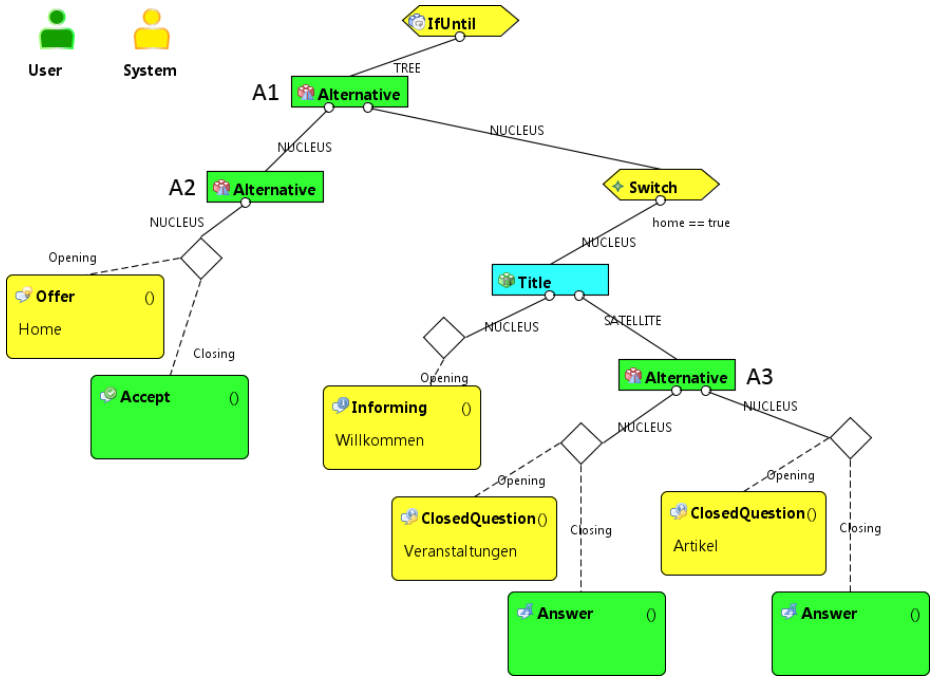 User
System
IfUntil
TREE
A1
Alternative
NUCLEUS
NUCLEUS
A2
Alternative
Switch
NUCLEUS
home == true
NUCLEUS
Opening
Title
Offer ()
Home
NUCLEUS
SATELLITE
Closing
Alternative
A3
Opening
Accept ()
Informing ()
Willkommen
NUCLEUS
NUCLEUS
Opening
Opening
ClosedQuestion ()
Veranstaltungen
Closing
ClosedQuestion ()
Artikel
Closing
Answer ()
Answer ()